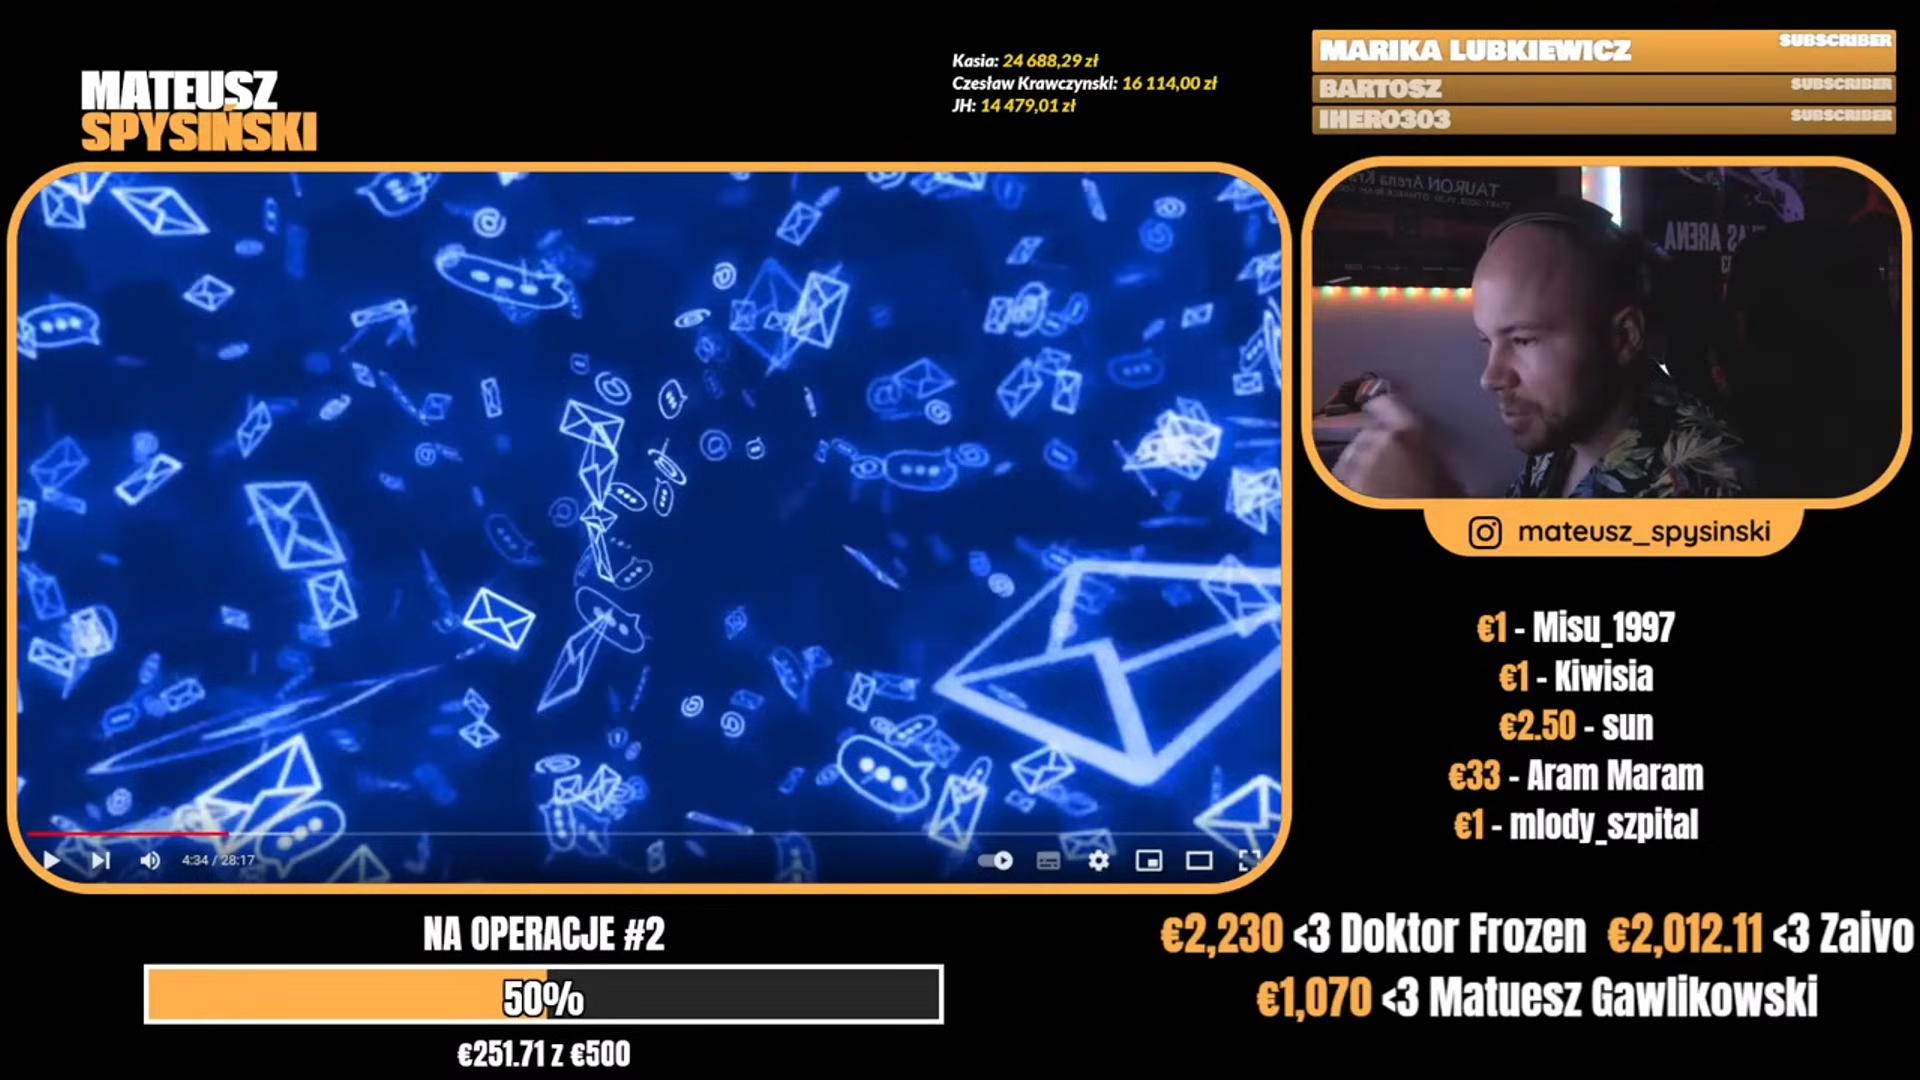 MATEUSZ
SPYSIŃSKI
Kasia: 24 688,29 zł
Czesław Krawczynski: 16 114,00 zł
JH: 14 479,01 zł
MARIKA LUBKIEWICZ SUBSCRIBER
BARTOSZ SUBSCRIBER
IHERO303 SUBSCRIBER
TAURON Arena
ARENA
mateusz_spysinski
€1 - Misu_1997
€1 - Kiwisia
€2.50 - sun
€33 - Aram Maram
€1 - mlody_szpital
4:34 / 28:17
NA OPERACJE #2
50%
€251.71 z €500
€2,230 <3 Doktor Frozen €2,012.11 <3 Zaivo
€1,070 <3 Matuesz Gawlikowski